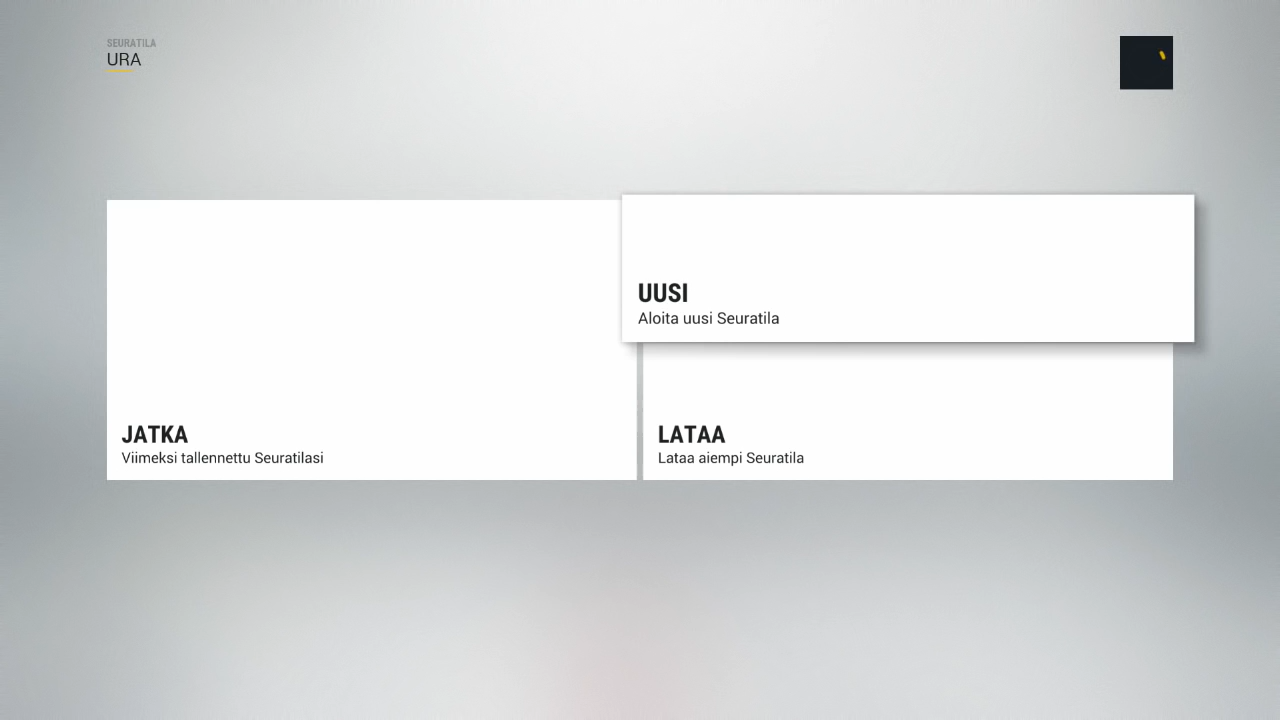 SEURATILA
URA
UUSI
Aloita uusi Seuratila
JATKA
Viimeksi tallennettu Seuratilasi
LATAA
Lataa aiempi Seuratila